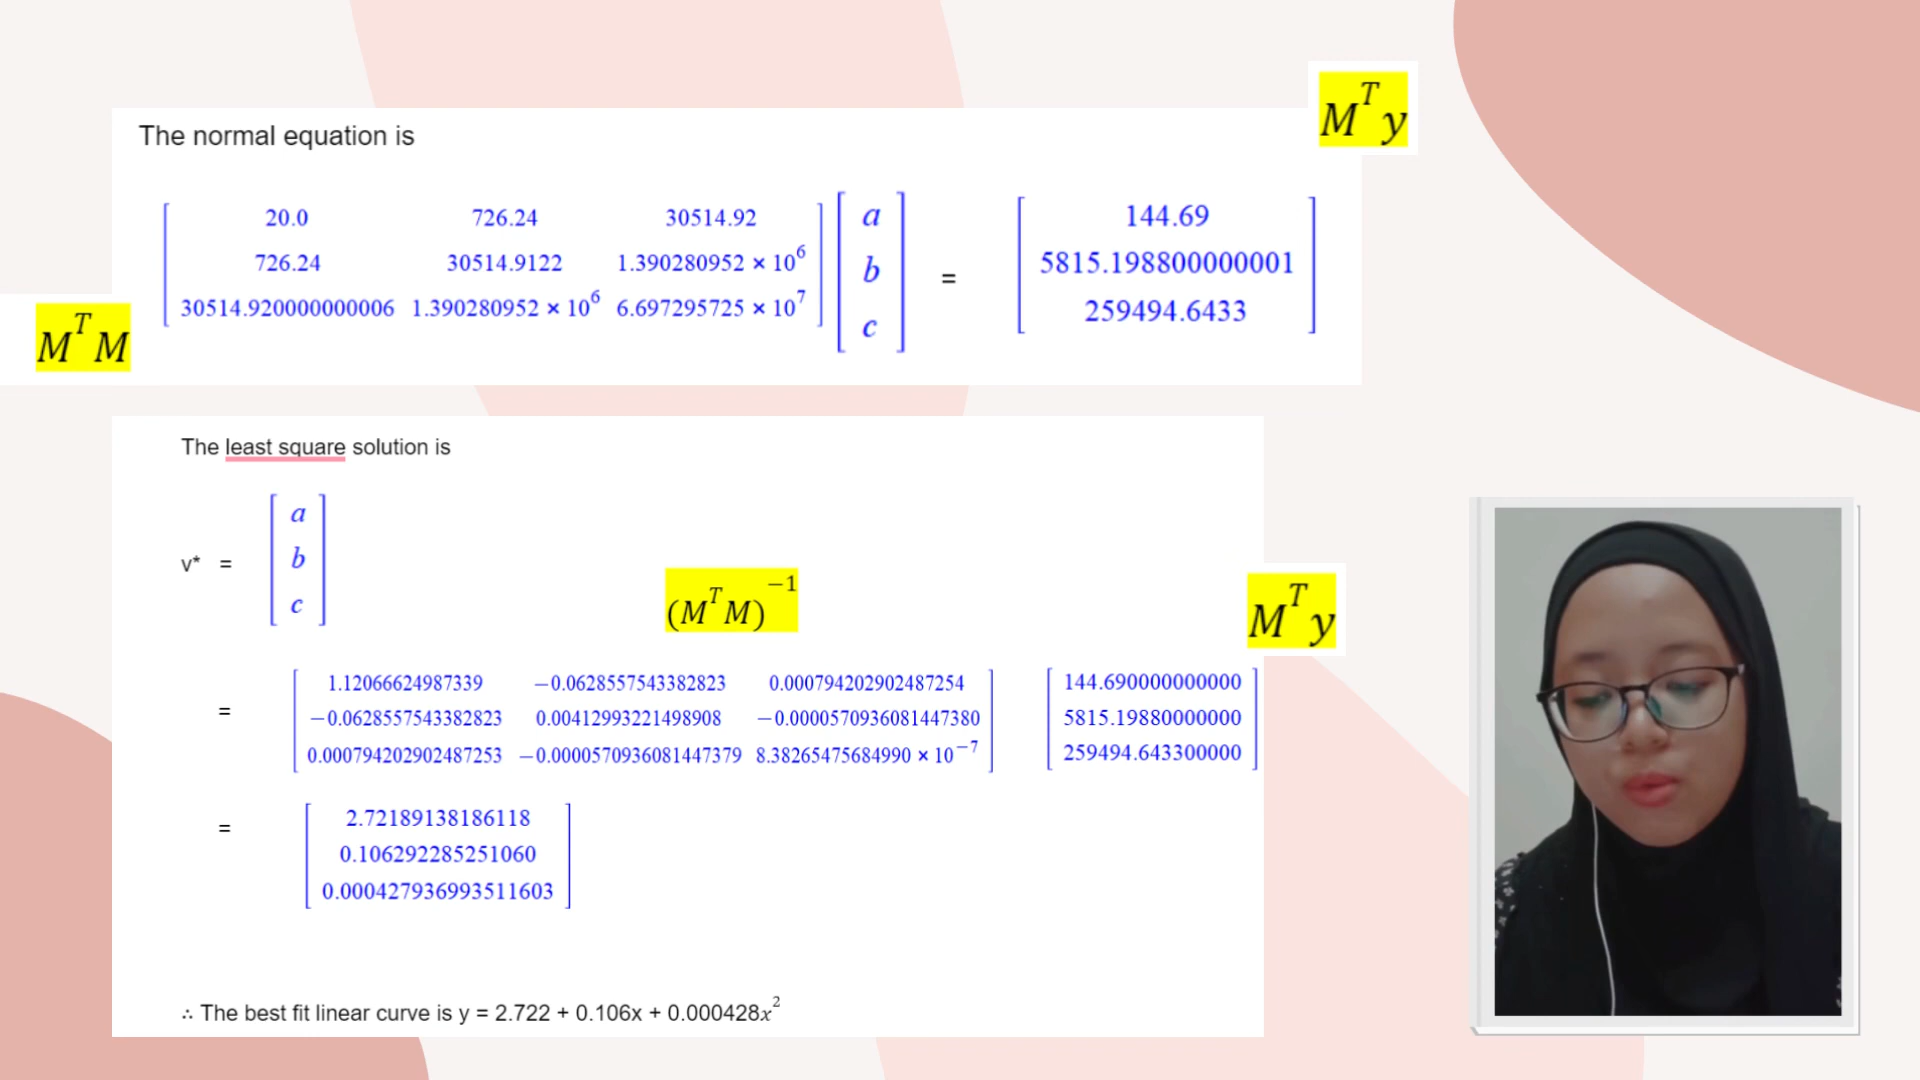 M^T y
The normal equation is
20.0 726.24 30514.92
726.24 30514.9122 1.390280952 × 10^6
30514.920000000006 1.390280952 × 10^6 6.697295725 × 10^7
a
b
c
=
144.69
5815.198800000001
259494.6433
M^T M
The least square solution is
v* =
a
b
c
(M^T M)^−1
M^T y
=
1.12066624987339 −0.0628557543382823 0.000794202902487254
−0.0628557543382823 0.00412993221498908 −0.0000570936081447380
0.000794202902487253 −0.0000570936081447379 8.38265475684990 × 10^−7
144.690000000000
5815.19880000000
259494.643300000
=
2.72189138186118
0.106292285251060
0.000427936993511603
∴ The best fit linear curve is y = 2.722 + 0.106x + 0.000428x^2